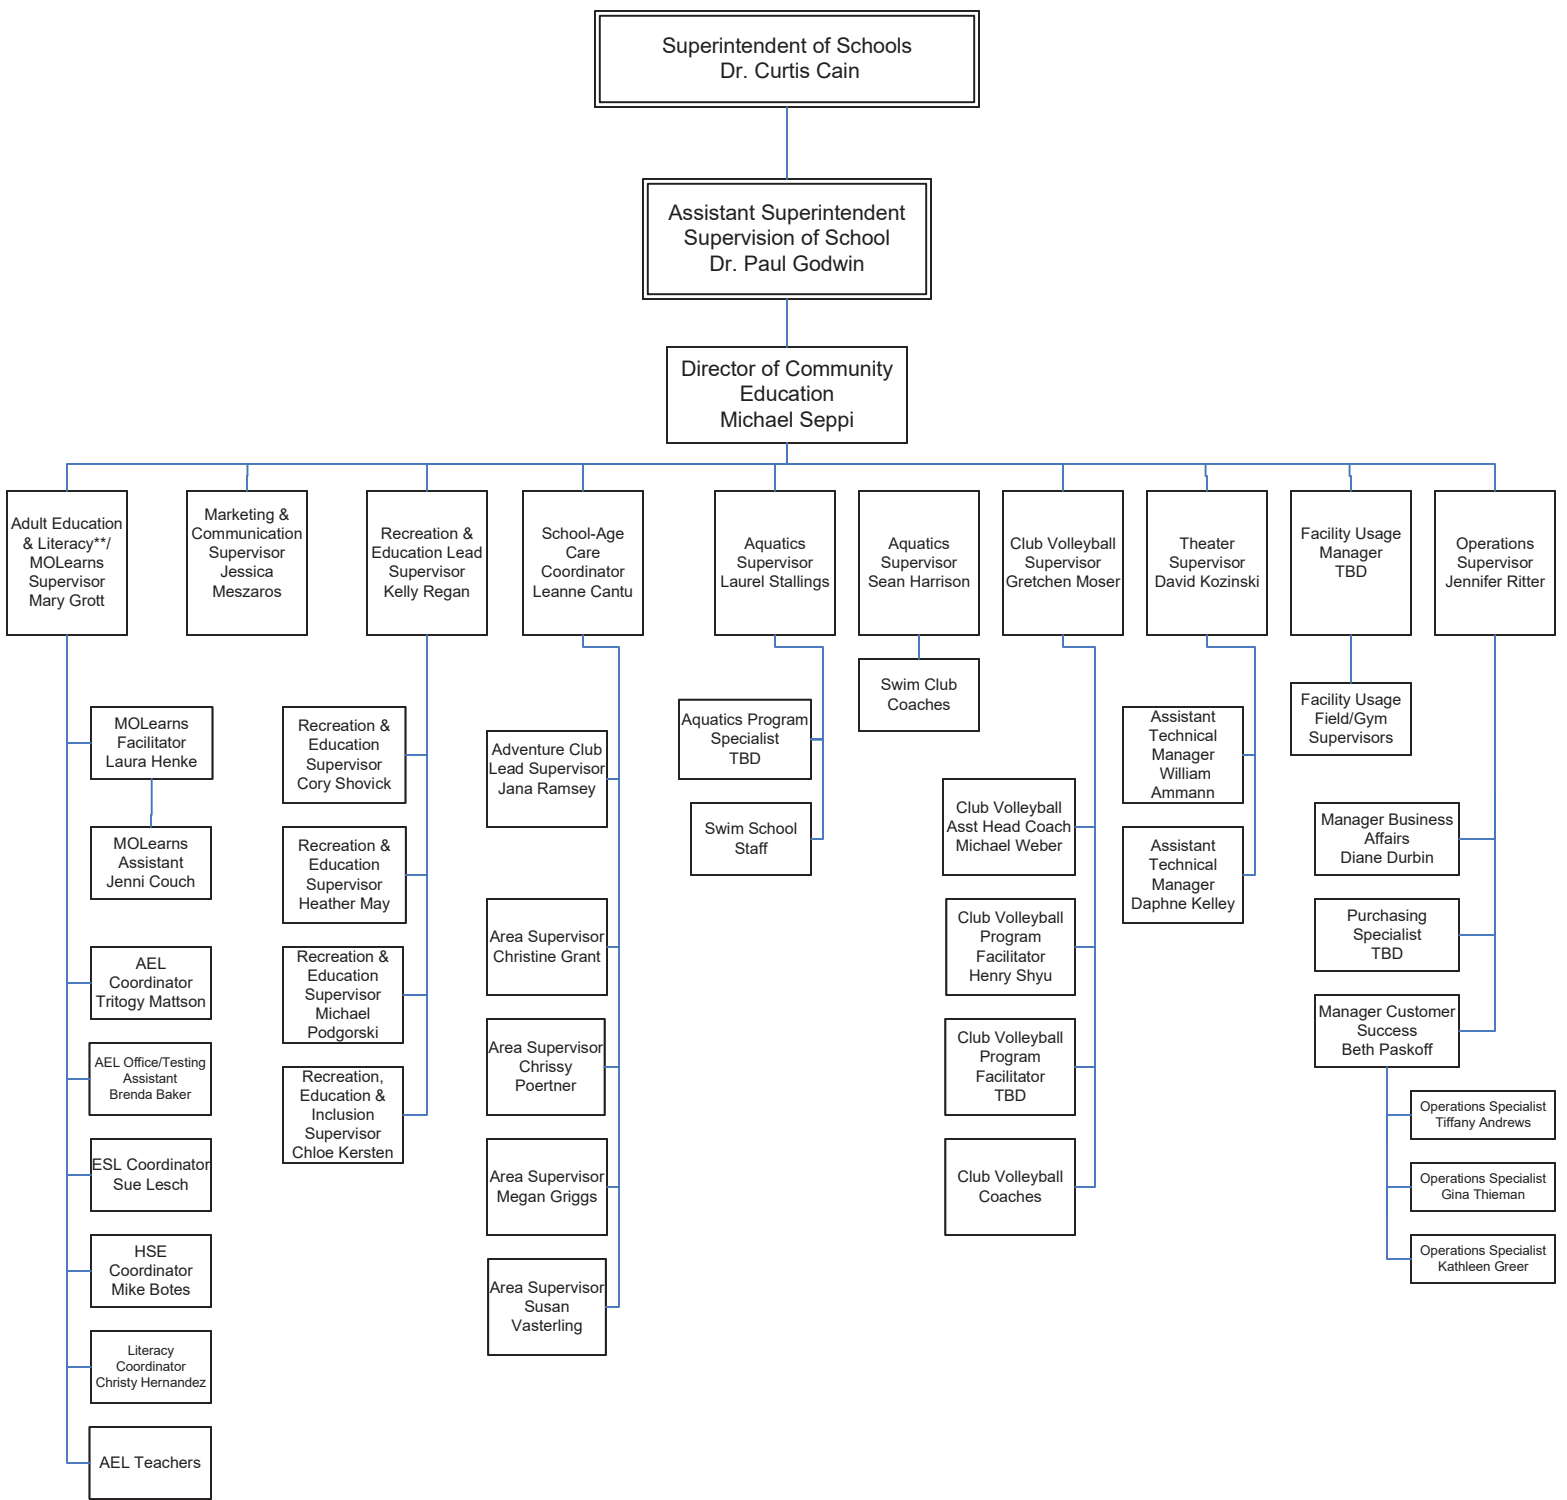 Superintendent of Schools
Dr. Curtis Cain
Assistant Superintendent
Supervision of School
Dr. Paul Godwin
Director of Community
Education
Michael Seppi
Adult Education
& Literacy**/
MOLearns
Supervisor
Mary Grott
Marketing &
Communication
Supervisor
Jessica
Meszaros
Recreation &
Education Lead
Supervisor
Kelly Regan
School-Age
Care
Coordinator
Leanne Cantu
Aquatics
Supervisor
Laurel Stallings
Aquatics
Supervisor
Sean Harrison
Club Volleyball
Supervisor
Gretchen Moser
Theater
Supervisor
David Kozinski
Facility Usage
Manager
TBD
Operations
Supervisor
Jennifer Ritter
MOLearns
Facilitator
Laura Henke
MOLearns
Assistant
Jenni Couch
AEL
Coordinator
Tritogy Mattson
AEL Office/Testing
Assistant
Brenda Baker
ESL Coordinator
Sue Lesch
HSE
Coordinator
Mike Botes
Literacy
Coordinator
Christy Hernandez
AEL Teachers
Recreation &
Education
Supervisor
Cory Shovick
Recreation &
Education
Supervisor
Heather May
Recreation &
Education
Supervisor
Michael
Podgorski
Recreation,
Education &
Inclusion
Supervisor
Chloe Kersten
Adventure Club
Lead Supervisor
Jana Ramsey
Area Supervisor
Christine Grant
Area Supervisor
Chrissy
Poertner
Area Supervisor
Megan Griggs
Area Supervisor
Susan
Vasterling
Aquatics Program
Specialist
TBD
Swim School
Staff
Swim Club
Coaches
Club Volleyball
Asst Head Coach
Michael Weber
Club Volleyball
Program
Facilitator
Henry Shyu
Club Volleyball
Program
Facilitator
TBD
Club Volleyball
Coaches
Assistant
Technical
Manager
William
Ammann
Assistant
Technical
Manager
Daphne Kelley
Facility Usage
Field/Gym
Supervisors
Manager Business
Affairs
Diane Durbin
Purchasing
Specialist
TBD
Manager Customer
Success
Beth Paskoff
Operations Specialist
Tiffany Andrews
Operations Specialist
Gina Thieman
Operations Specialist
Kathleen Greer